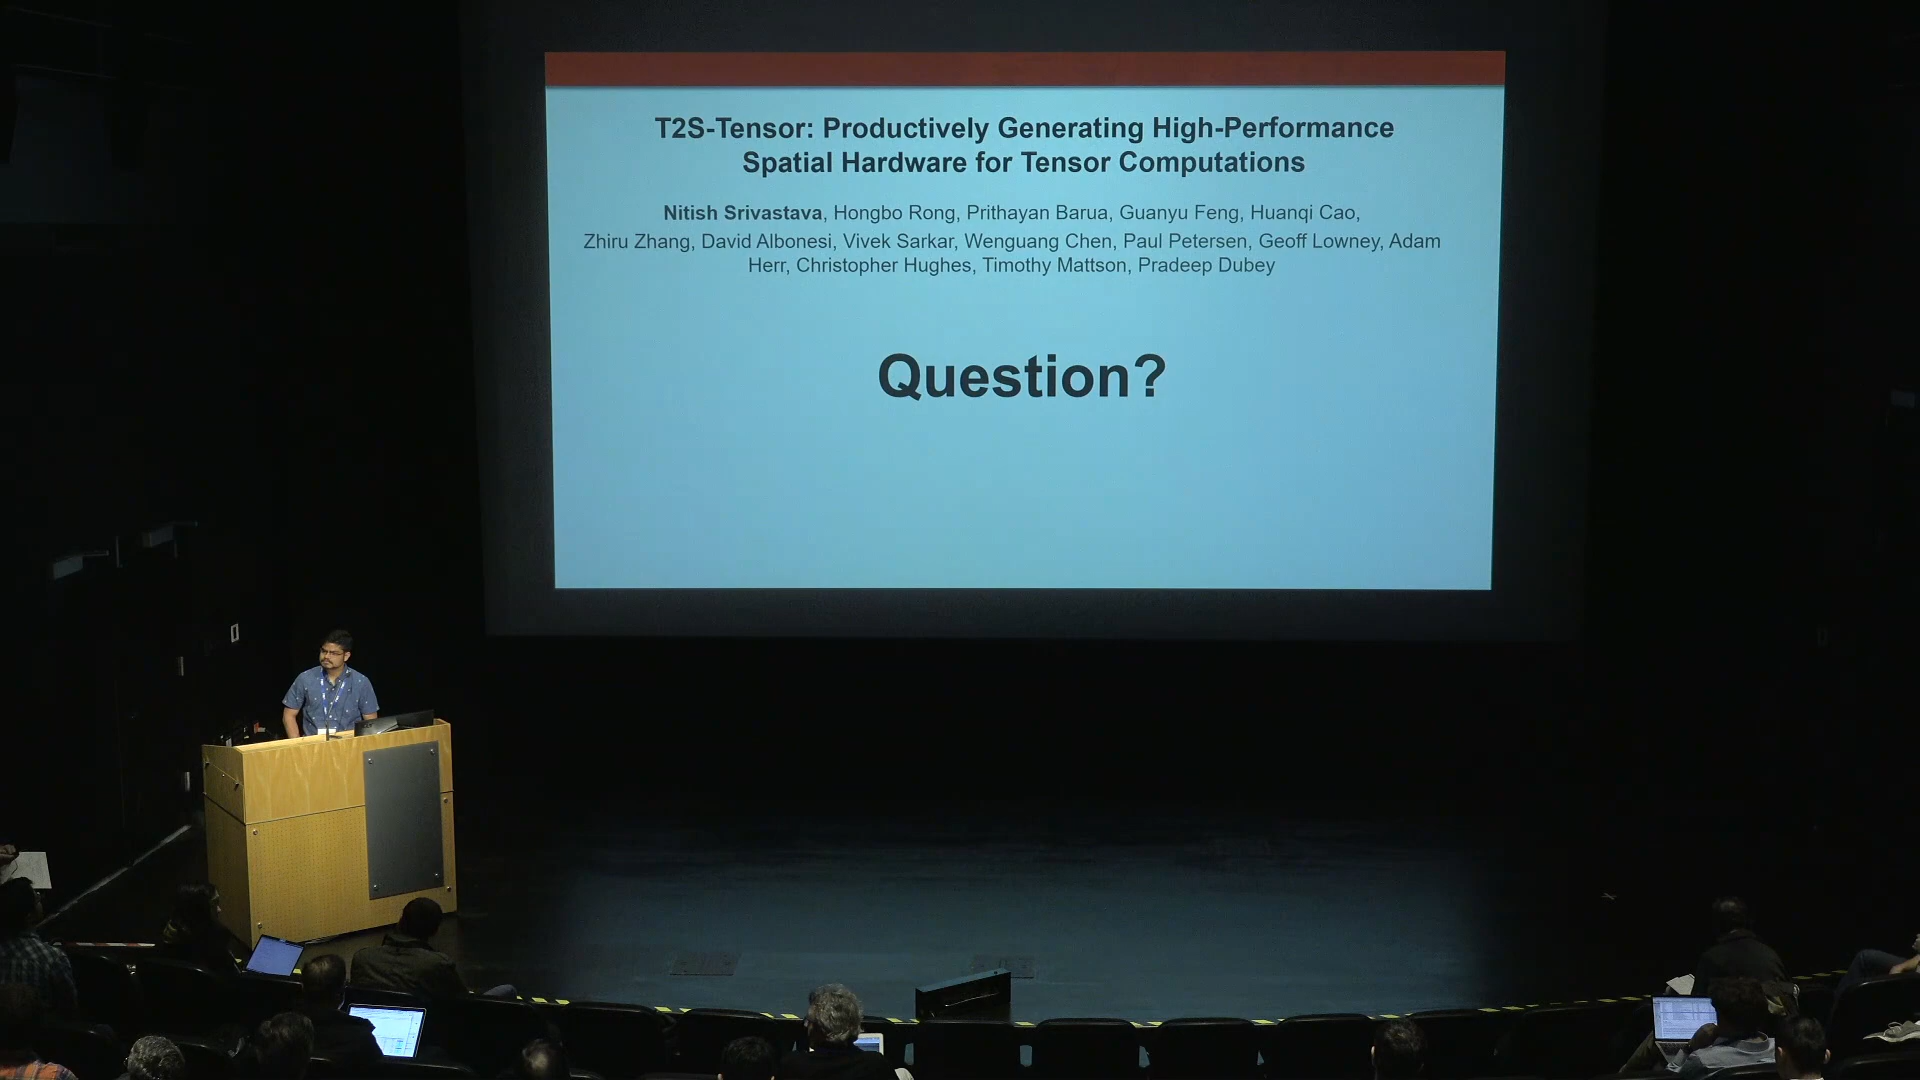 T2S-Tensor: Productively Generating High-Performance
Spatial Hardware for Tensor Computations
Nitish Srivastava, Hongbo Rong, Prithayan Barua, Guanyu Feng, Huanqi Cao,
Zhiru Zhang, David Albonesi, Vivek Sarkar, Wenguang Chen, Paul Petersen, Geoff Lowney, Adam
Herr, Christopher Hughes, Timothy Mattson, Pradeep Dubey
Question?